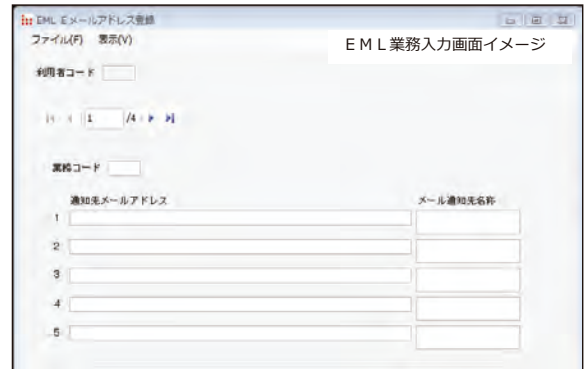 EML Eメールアドレス登録
ファイル(F) 表示(V)
EML業務入力画面イメージ
利用者コード
1 /4
業務コード
通知先メールアドレス メール通知先名称
1
2
3
4
5